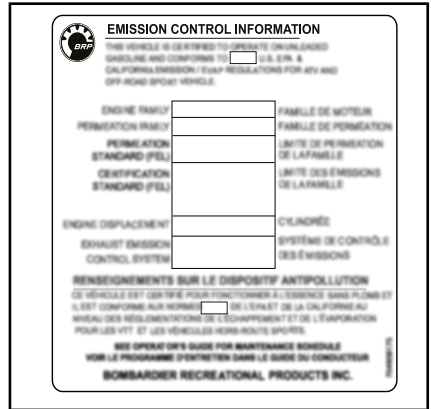 BRP
EMISSION CONTROL INFORMATION
THIS VEHICLE IS CERTIFIED TO OPERATE ON UNLEADED
GASOLINE AND CONFORMS TO U.S. EPA &
CALIFORNIA EMISSION / EVAP REGULATIONS FOR ATV AND
OFF-ROAD SPORT VEHICLE.
ENGINE FAMILY FAMILLE DE MOTEUR
PERMEATION FAMILY FAMILLE DE PERMÉATION
PERMEATION LIMITE DE PERMEATION
STANDARD (FEL) DE LA FAMILLE
CERTIFICATION LIMITE DES ÉMISSIONS
STANDARD (FEL) DE LA FAMILLE
ENGINE DISPLACEMENT CYLINDRÉE
EXHAUST EMISSION SYSTÈME DE CONTRÔLE
CONTROL SYSTEM DES ÉMISSIONS
RENSEIGNEMENTS SUR LE DISPOSITIF ANTIPOLLUTION
CE VÉHICULE EST CERTIFIÉ POUR FONCTIONNER À L'ESSENCE SANS PLOMB ET
IL EST CONFORME AUX NORMES DE L'EPA ET DE LA CALIFORNIE AU
NIVEAU DES RÉGLEMENTATIONS DE L'ÉCHAPPEMENT ET DE L'ÉVAPORATION
POUR LES VTT ET LES VÉHICULES HORS-ROUTE SPORTS.
SEE OPERATOR'S GUIDE FOR MAINTENANCE SCHEDULE
VOIR LE PROGRAMME D'ENTRETIEN DANS LE GUIDE DU CONDUCTEUR
BOMBARDIER RECREATIONAL PRODUCTS INC.